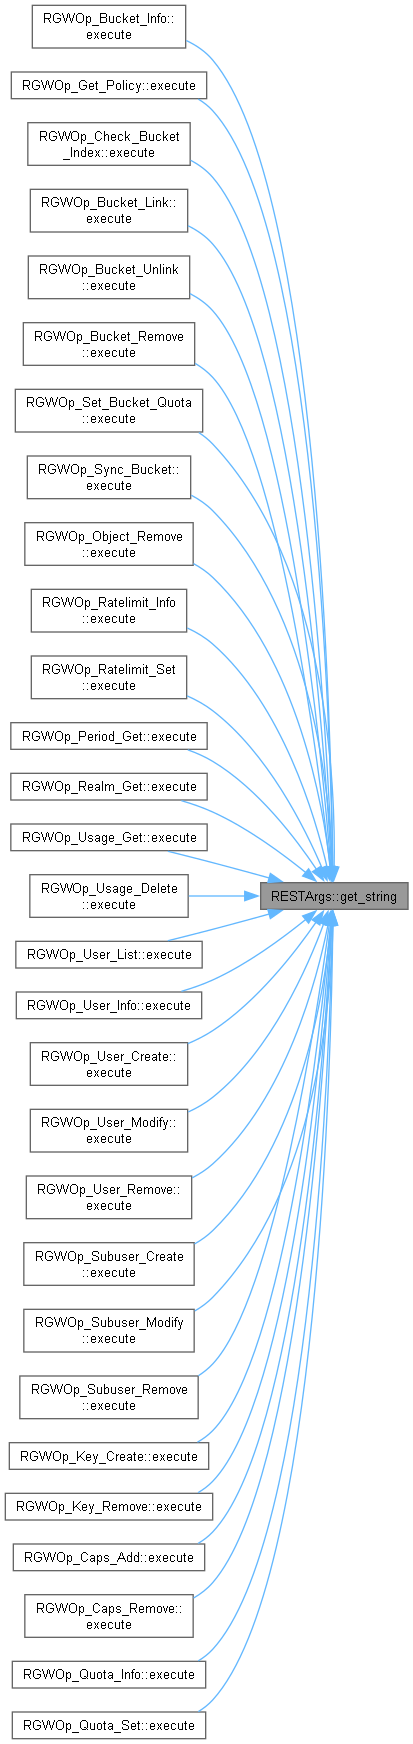 RGWOp_Bucket_Info::
execute
RGWOp_Get_Policy::execute
RGWOp_Check_Bucket
_Index::execute
RGWOp_Bucket_Link::
execute
RGWOp_Bucket_Unlink
::execute
RGWOp_Bucket_Remove
::execute
RGWOp_Set_Bucket_Quota
::execute
RGWOp_Sync_Bucket::
execute
RGWOp_Object_Remove
::execute
RGWOp_Ratelimit_Info
::execute
RGWOp_Ratelimit_Set
::execute
RGWOp_Period_Get::execute
RGWOp_Realm_Get::execute
RGWOp_Usage_Get::execute
RGWOp_Usage_Delete
::execute
RESTArgs::get_string
RGWOp_User_List::execute
RGWOp_User_Info::execute
RGWOp_User_Create::
execute
RGWOp_User_Modify::
execute
RGWOp_User_Remove::
execute
RGWOp_Subuser_Create
::execute
RGWOp_Subuser_Modify
::execute
RGWOp_Subuser_Remove
::execute
RGWOp_Key_Create::execute
RGWOp_Key_Remove::execute
RGWOp_Caps_Add::execute
RGWOp_Caps_Remove::
execute
RGWOp_Quota_Info::execute
RGWOp_Quota_Set::execute